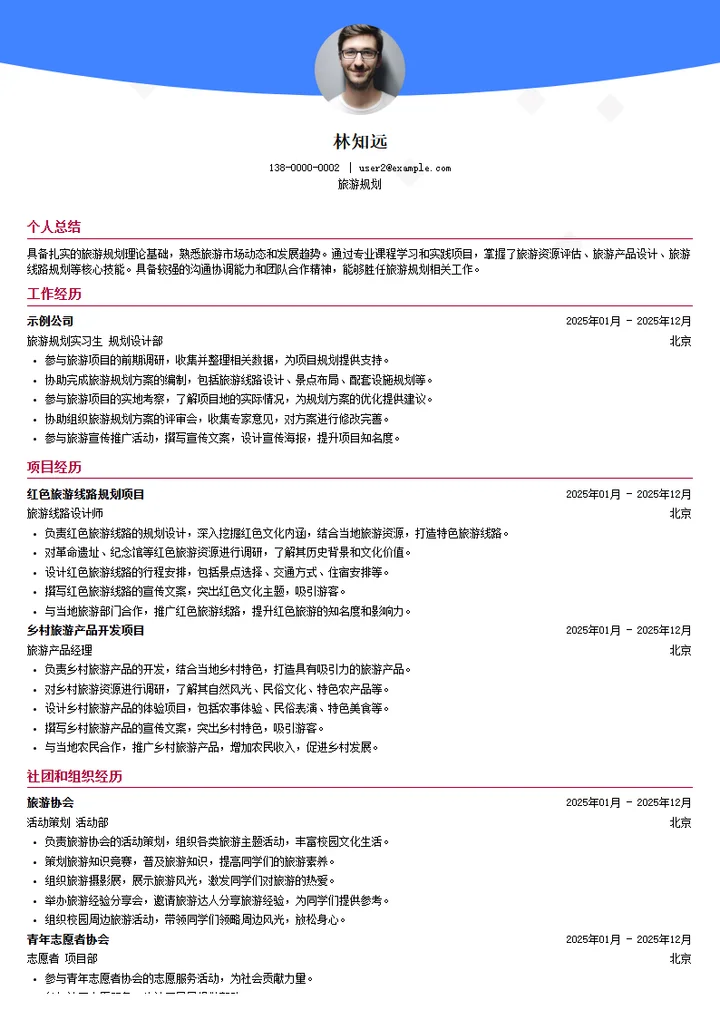 林知远
138-0000-0002 | user2@example.com
旅游规划
个人总结
具备扎实的旅游规划理论基础，熟悉旅游市场动态和发展趋势。通过专业课程学习和实践项目，掌握了旅游资源评估、旅游产品设计、旅游
线路规划等核心技能。具备较强的沟通协调能力和团队合作精神，能够胜任旅游规划相关工作。
工作经历
示例公司 2025年01月 - 2025年12月
旅游规划实习生 规划设计部 北京
• 参与旅游项目的前期调研，收集并整理相关数据，为项目规划提供支持。
• 协助完成旅游规划方案的编制，包括旅游线路设计、景点布局、配套设施规划等。
• 参与旅游项目的实地考察，了解项目地的实际情况，为规划方案的优化提供建议。
• 协助组织旅游规划方案的评审会，收集专家意见，对方案进行修改完善。
• 参与旅游宣传推广活动，撰写宣传文案，设计宣传海报，提升项目知名度。
项目经历
红色旅游线路规划项目 2025年01月 - 2025年12月
旅游线路设计师 北京
• 负责红色旅游线路的规划设计，深入挖掘红色文化内涵，结合当地旅游资源，打造特色旅游线路。
• 对革命遗址、纪念馆等红色旅游资源进行调研，了解其历史背景和文化价值。
• 设计红色旅游线路的行程安排，包括景点选择、交通方式、住宿安排等。
• 撰写红色旅游线路的宣传文案，突出红色文化主题，吸引游客。
• 与当地旅游部门合作，推广红色旅游线路，提升红色旅游的知名度和影响力。
乡村旅游产品开发项目 2025年01月 - 2025年12月
旅游产品经理 北京
• 负责乡村旅游产品的开发，结合当地乡村特色，打造具有吸引力的旅游产品。
• 对乡村旅游资源进行调研，了解其自然风光、民俗文化、特色农产品等。
• 设计乡村旅游产品的体验项目，包括农事体验、民俗表演、特色美食等。
• 撰写乡村旅游产品的宣传文案，突出乡村特色，吸引游客。
• 与当地农民合作，推广乡村旅游产品，增加农民收入，促进乡村发展。
社团和组织经历
旅游协会 2025年01月 - 2025年12月
活动策划 活动部 北京
• 负责旅游协会的活动策划，组织各类旅游主题活动，丰富校园文化生活。
• 策划旅游知识竞赛，普及旅游知识，提高同学们的旅游素养。
• 组织旅游摄影展，展示旅游风光，激发同学们对旅游的热爱。
• 举办旅游经验分享会，邀请旅游达人分享旅游经验，为同学们提供参考。
• 组织校园周边旅游活动，带领同学们领略周边风光，放松身心。
青年志愿者协会 2025年01月 - 2025年12月
志愿者 项目部 北京
• 参与青年志愿者协会的志愿服务活动，为社会贡献力量。